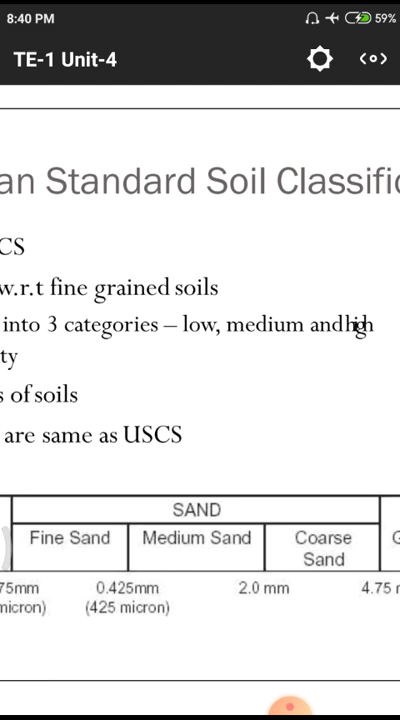 8:40 PM
59%
TE-1 Unit-4
an Standard Soil Classific
CS
w.r.t fine grained soils
into 3 categories – low, medium and high
ty
s of soils
are same as USCS
SAND
Fine Sand Medium Sand Coarse Sand G
75mm 0.425mm 2.0 mm 4.75 m
micron) (425 micron)